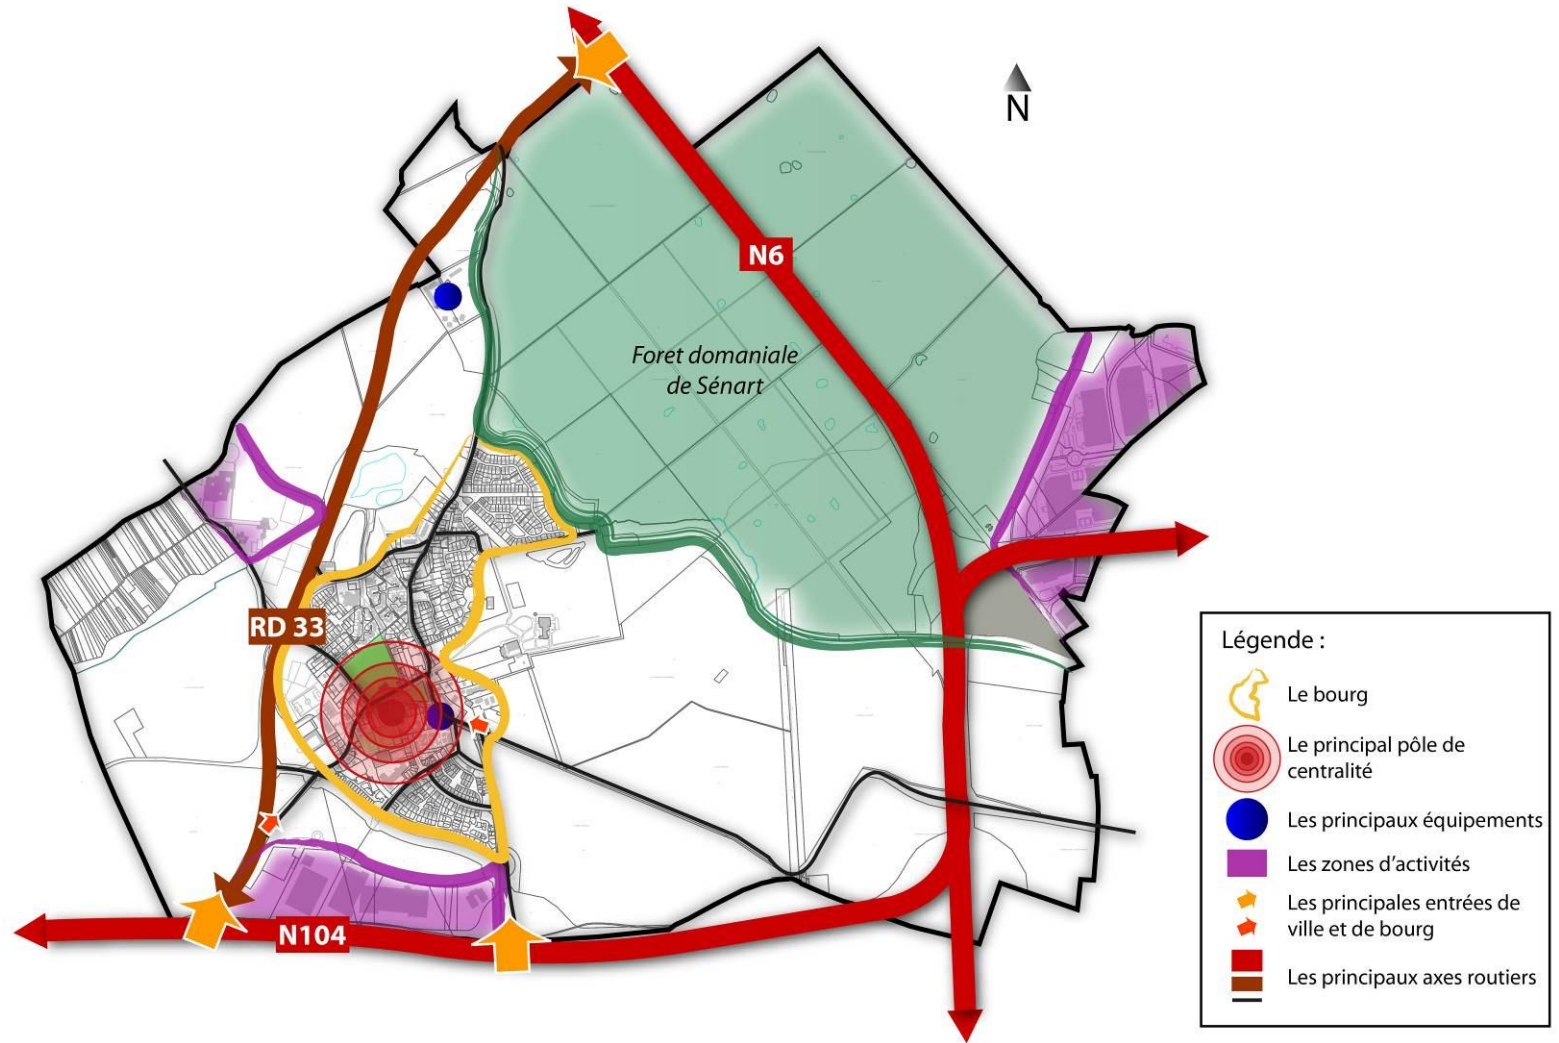 N
N6
Foret domaniale
de Sénart
RD 33
N104
Légende :
Le bourg
Le principal pôle de
centralité
Les principaux équipements
Les zones d'activités
Les principales entrées de
ville et de bourg
Les principaux axes routiers